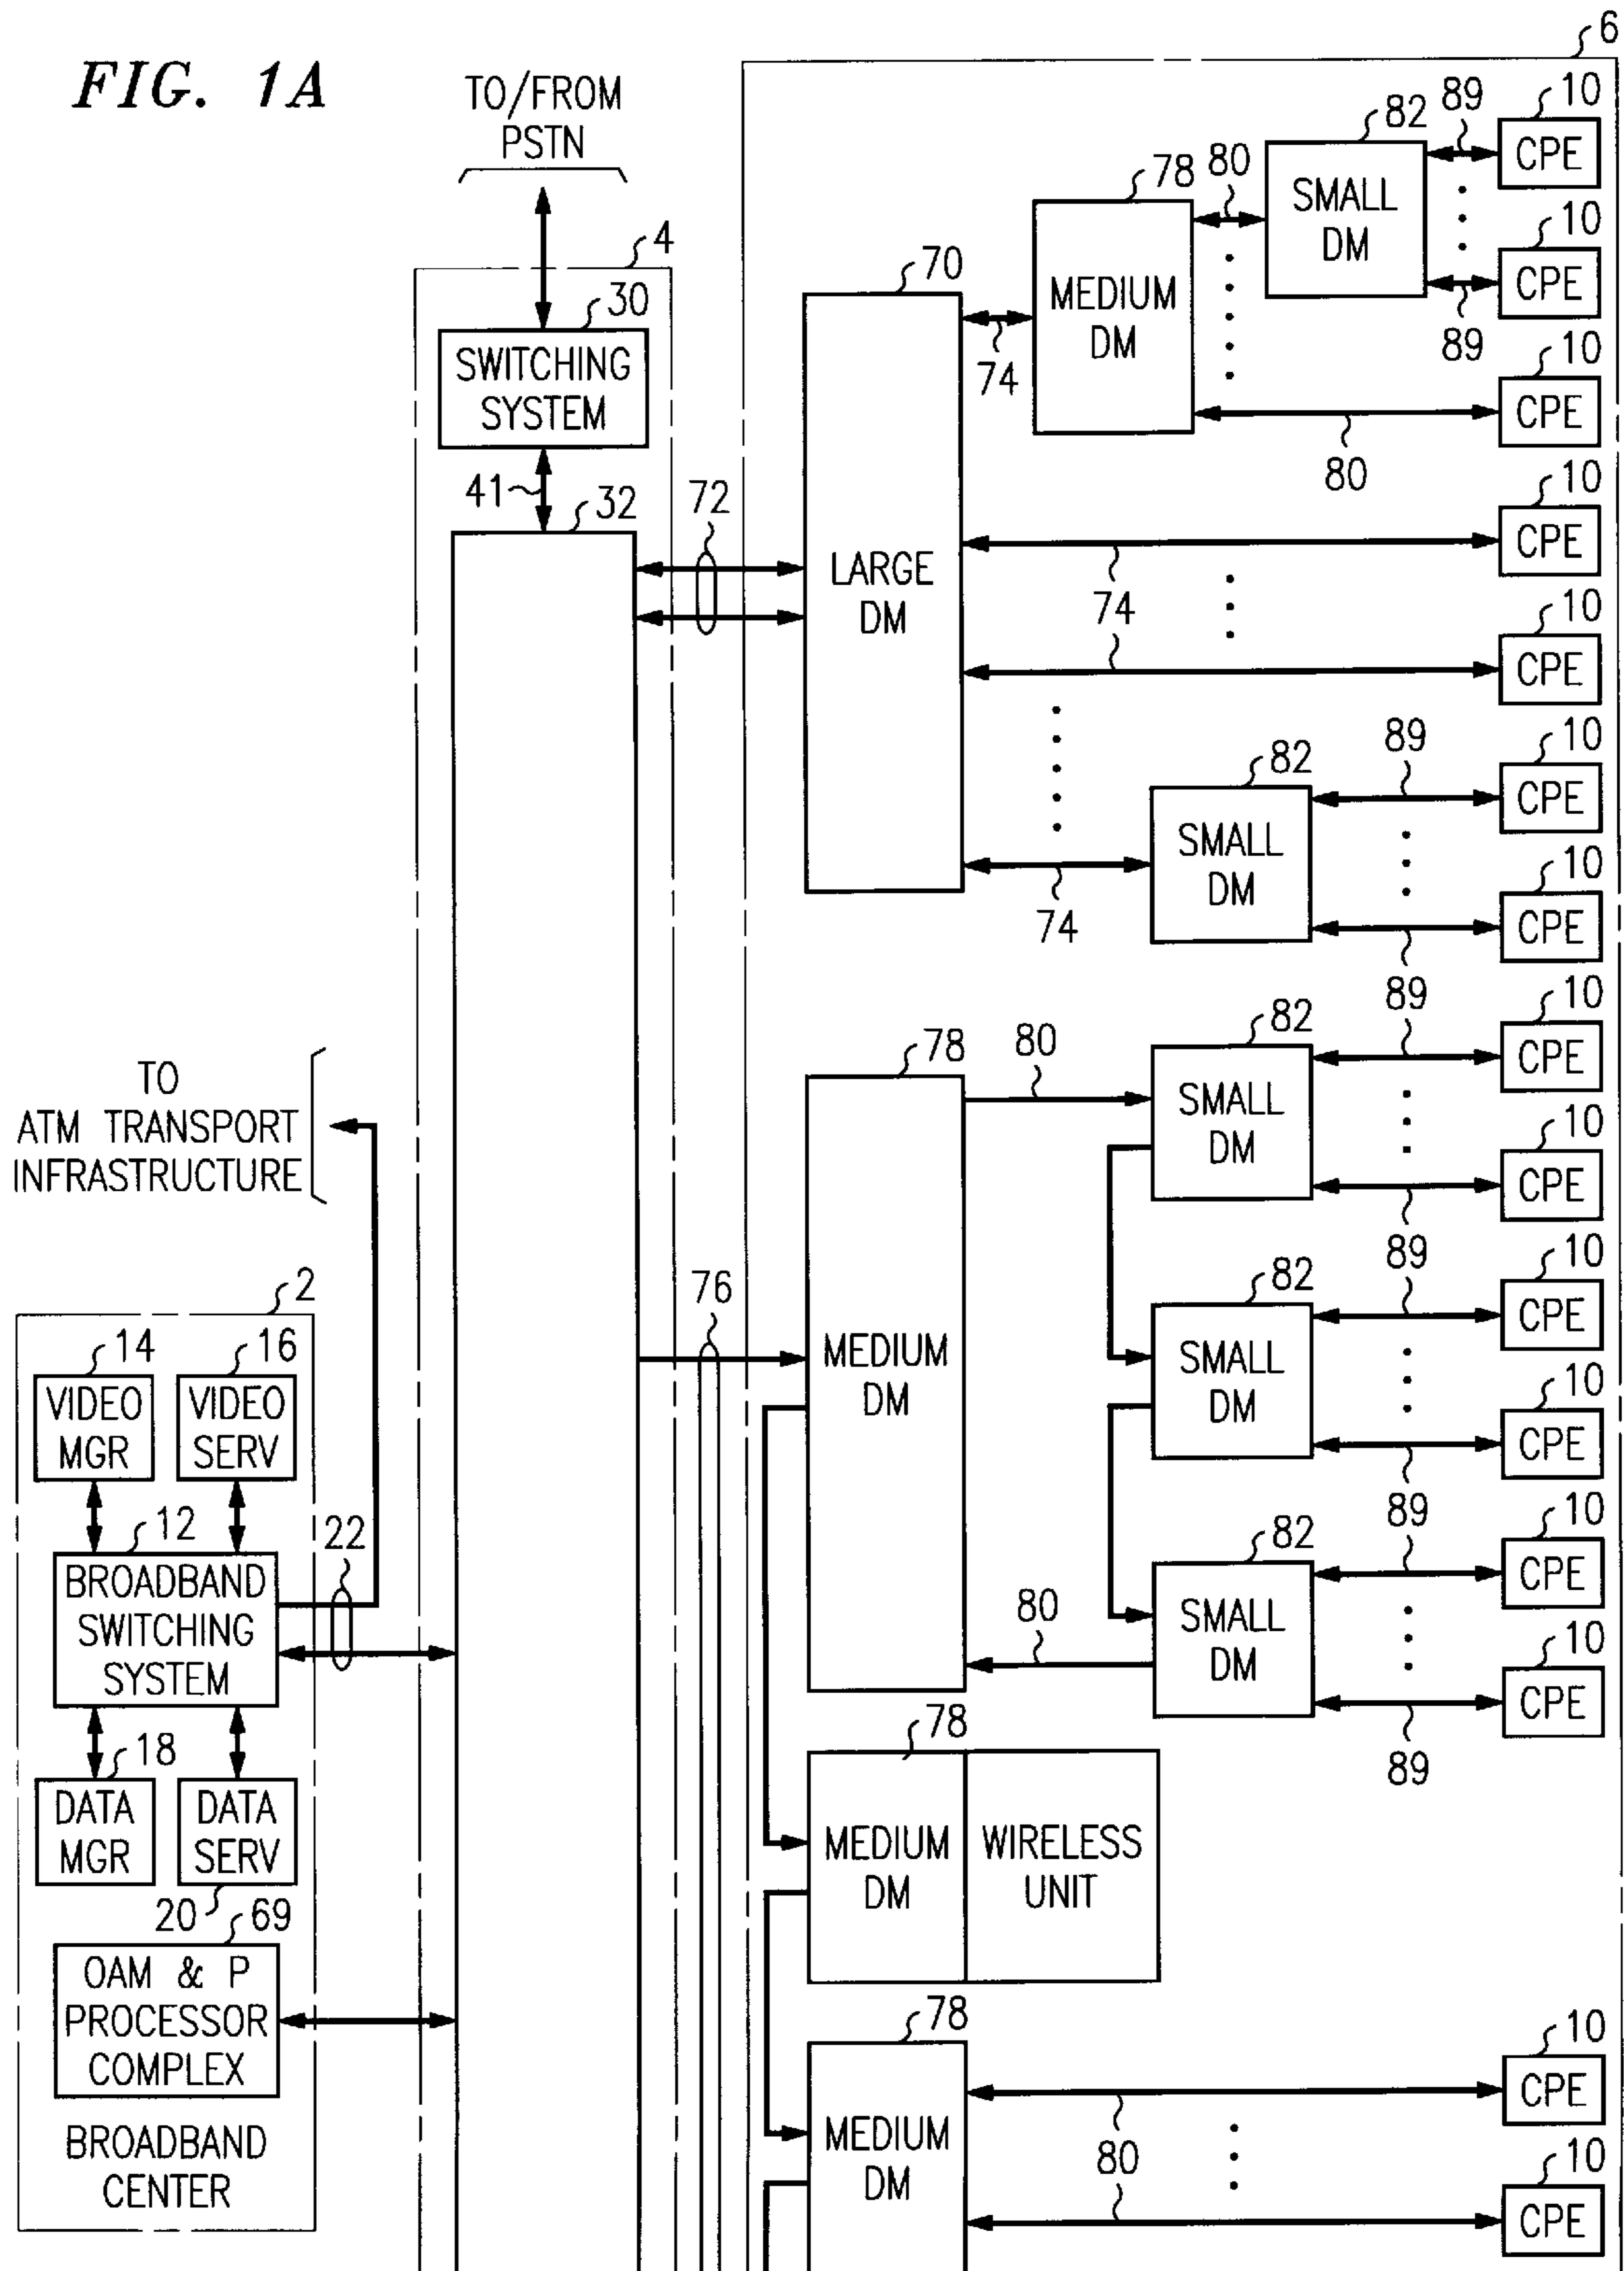 FIG. 1A
TO/FROM
PSTN
4
30
SWITCHING
SYSTEM
41
32
72
6
70
LARGE
DM
74
78
MEDIUM
DM
80
82
SMALL
DM
89
10
CPE
10
CPE
89
10
CPE
80
10
CPE
74
10
CPE
82
SMALL
DM
74
89
10
CPE
10
CPE
89
TO
ATM TRANSPORT
INFRASTRUCTURE
78
MEDIUM
DM
80
82
SMALL
DM
89
10
CPE
10
CPE
89
76
82
SMALL
DM
89
10
CPE
10
CPE
89
80
82
SMALL
DM
89
10
CPE
10
CPE
89
2
14
VIDEO
MGR
16
VIDEO
SERV
12
BROADBAND
SWITCHING
SYSTEM
22
18
DATA
MGR
DATA
SERV
20
69
OAM & P
PROCESSOR
COMPLEX
BROADBAND
CENTER
78
MEDIUM
DM
WIRELESS
UNIT
78
MEDIUM
DM
80
10
CPE
10
CPE
80